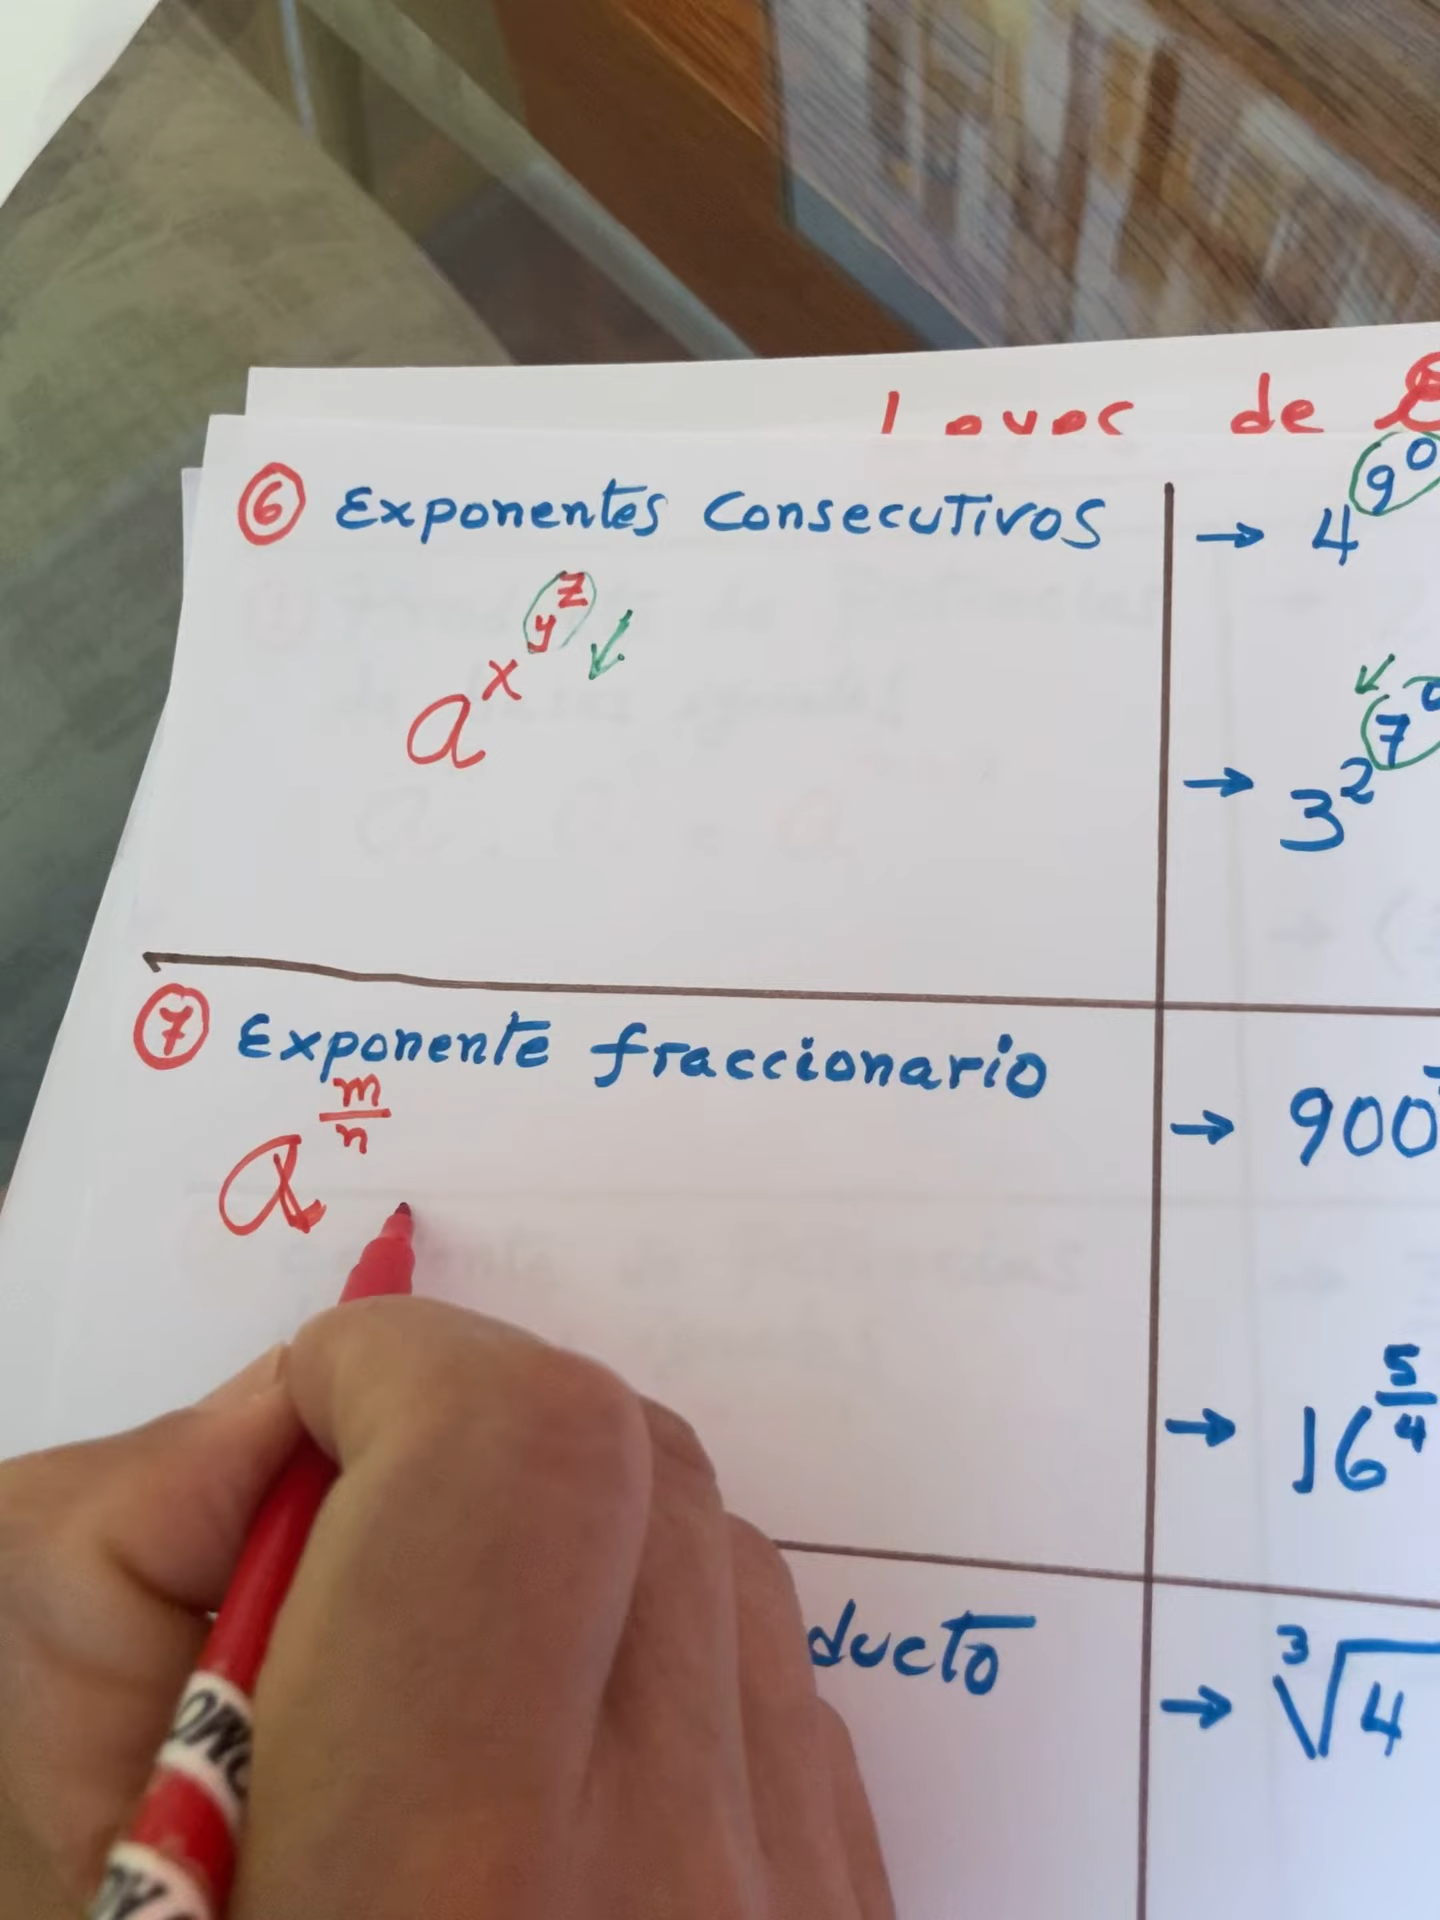 de
⑥ Exponentes Consecutivos
a^x^y^z
→ 4^9^0
→ 3^2^7^0
⑦ Exponente fraccionario
a^(m/n)
→ 900
→ 16^(5/4)
ducto
→ ∛4